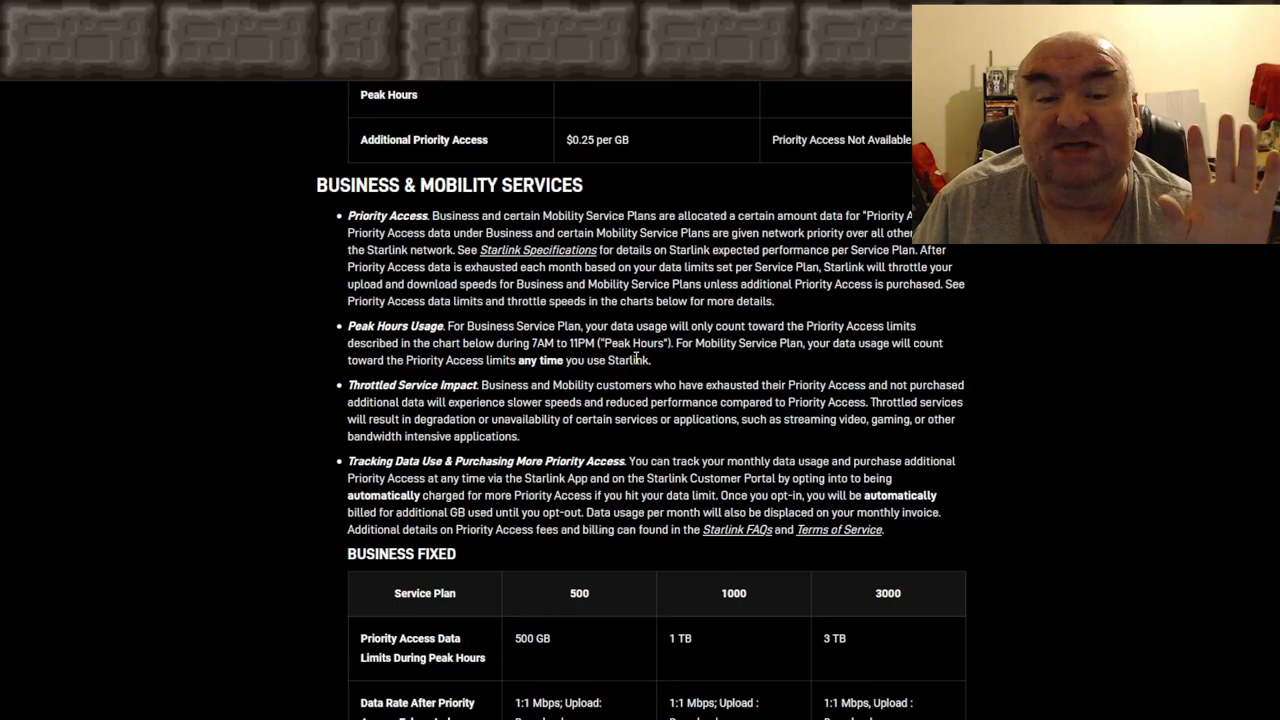 Peak Hours
Additional Priority Access $0.25 per GB Priority Access Not Available
BUSINESS & MOBILITY SERVICES
• Priority Access. Business and certain Mobility Service Plans are allocated a certain amount data for “Priority A
Priority Access data under Business and certain Mobility Service Plans are given network priority over all othe
the Starlink network. See Starlink Specifications for details on Starlink expected performance per Service Plan. After
Priority Access data is exhausted each month based on your data limits set per Service Plan, Starlink will throttle your
upload and download speeds for Business and Mobility Service Plans unless additional Priority Access is purchased. See
Priority Access data limits and throttle speeds in the charts below for more details.
• Peak Hours Usage. For Business Service Plan, your data usage will only count toward the Priority Access limits
described in the chart below during 7AM to 11PM (“Peak Hours”). For Mobility Service Plan, your data usage will count
toward the Priority Access limits any time you use Starlink.
• Throttled Service Impact. Business and Mobility customers who have exhausted their Priority Access and not purchased
additional data will experience slower speeds and reduced performance compared to Priority Access. Throttled services
will result in degradation or unavailability of certain services or applications, such as streaming video, gaming, or other
bandwidth intensive applications.
• Tracking Data Use & Purchasing More Priority Access. You can track your monthly data usage and purchase additional
Priority Access at any time via the Starlink App and on the Starlink Customer Portal by opting into to being
automatically charged for more Priority Access if you hit your data limit. Once you opt-in, you will be automatically
billed for additional GB used until you opt-out. Data usage per month will also be displaced on your monthly invoice.
Additional details on Priority Access fees and billing can found in the Starlink FAQs and Terms of Service.
BUSINESS FIXED
Service Plan 500 1000 3000
Priority Access Data
Limits During Peak Hours 500 GB 1 TB 3 TB
Data Rate After Priority 1:1 Mbps; Upload: 1:1 Mbps; Upload : 1:1 Mbps, Upload :